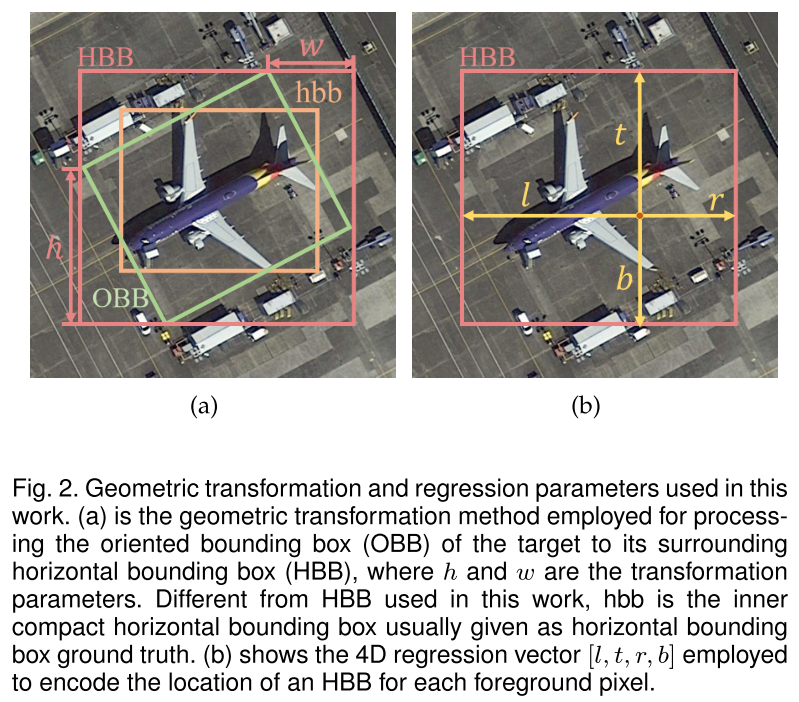 HBB
w
hbb
h
OBB
HBB
t
l
r
b
(a)
(b)
Fig. 2. Geometric transformation and regression parameters used in this
work. (a) is the geometric transformation method employed for process-
ing the oriented bounding box (OBB) of the target to its surrounding
horizontal bounding box (HBB), where h and w are the transformation
parameters. Different from HBB used in this work, hbb is the inner
compact horizontal bounding box usually given as horizontal bounding
box ground truth. (b) shows the 4D regression vector [l, t, r, b] employed
to encode the location of an HBB for each foreground pixel.